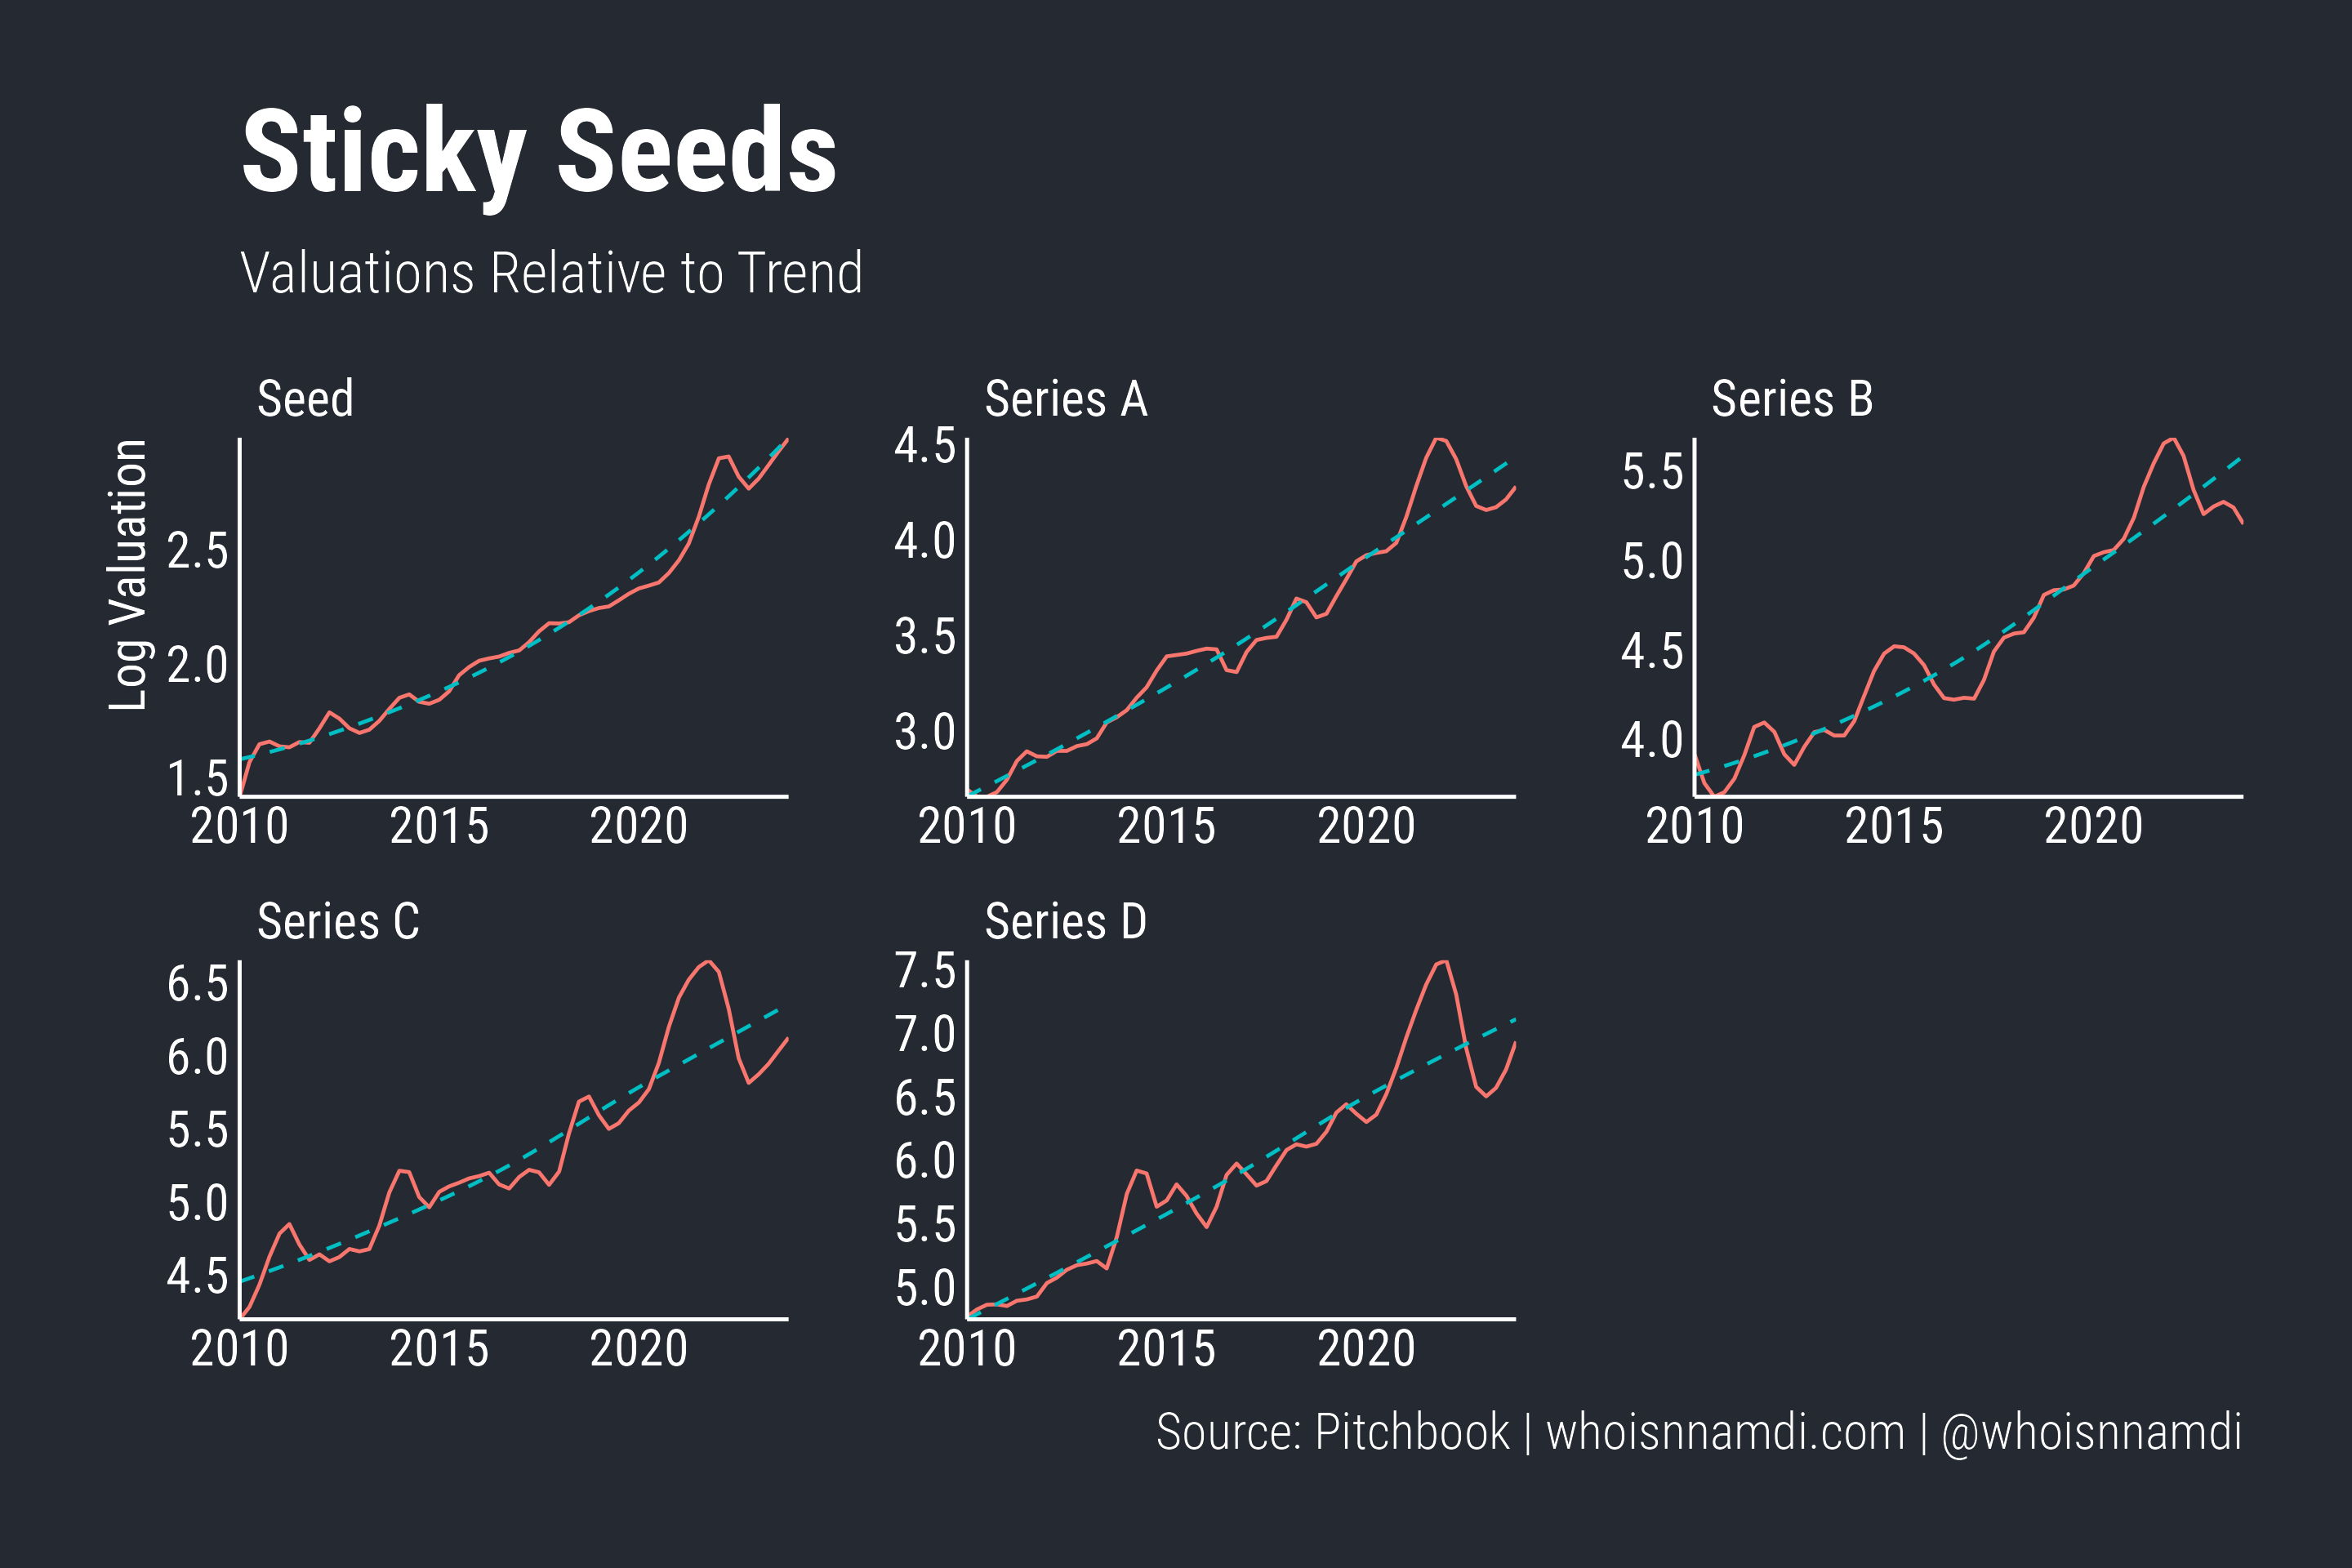 Sticky Seeds
Valuations Relative to Trend
Log Valuation
Seed
2.5
2.0
1.5
2010 2015 2020
Series A
4.5
4.0
3.5
3.0
2010 2015 2020
Series B
5.5
5.0
4.5
4.0
2010 2015 2020
Series C
6.5
6.0
5.5
5.0
4.5
2010 2015 2020
Series D
7.5
7.0
6.5
6.0
5.5
5.0
2010 2015 2020
Source: Pitchbook | whoisnnamdi.com | @whoisnnamdi